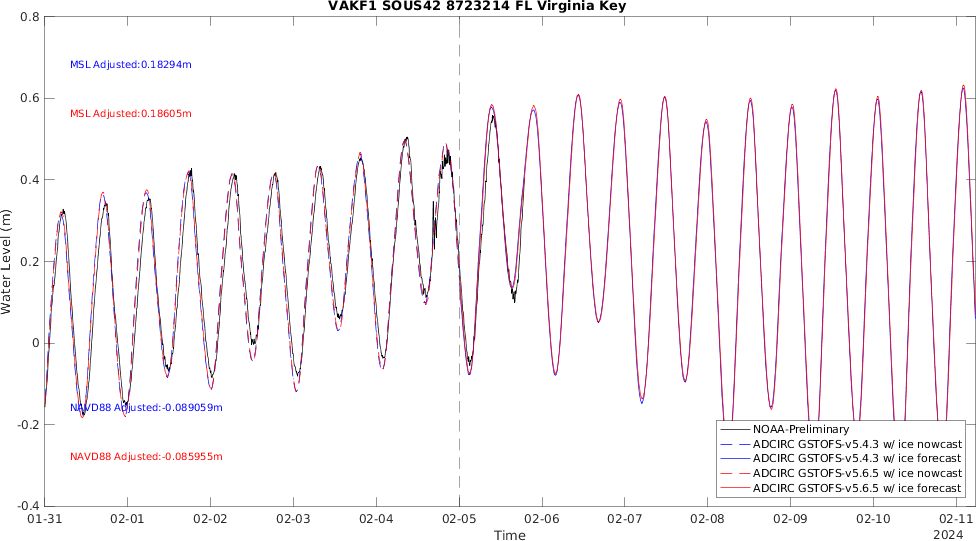 VAKF1 SOUS42 8723214 FL Virginia Key
0.8
0.6
0.4
0.2
0
-0.2
-0.4
Water Level (m)
MSL Adjusted:0.18294m
MSL Adjusted:0.18605m
NAVD88 Adjusted:-0.089059m
NAVD88 Adjusted:-0.085955m
NOAA-Preliminary
ADCIRC GSTOFS-v5.4.3 w/ ice nowcast
ADCIRC GSTOFS-v5.4.3 w/ ice forecast
ADCIRC GSTOFS-v5.6.5 w/ ice nowcast
ADCIRC GSTOFS-v5.6.5 w/ ice forecast
01-31 02-01 02-02 02-03 02-04 02-05 02-06 02-07 02-08 02-09 02-10 02-11
Time
2024